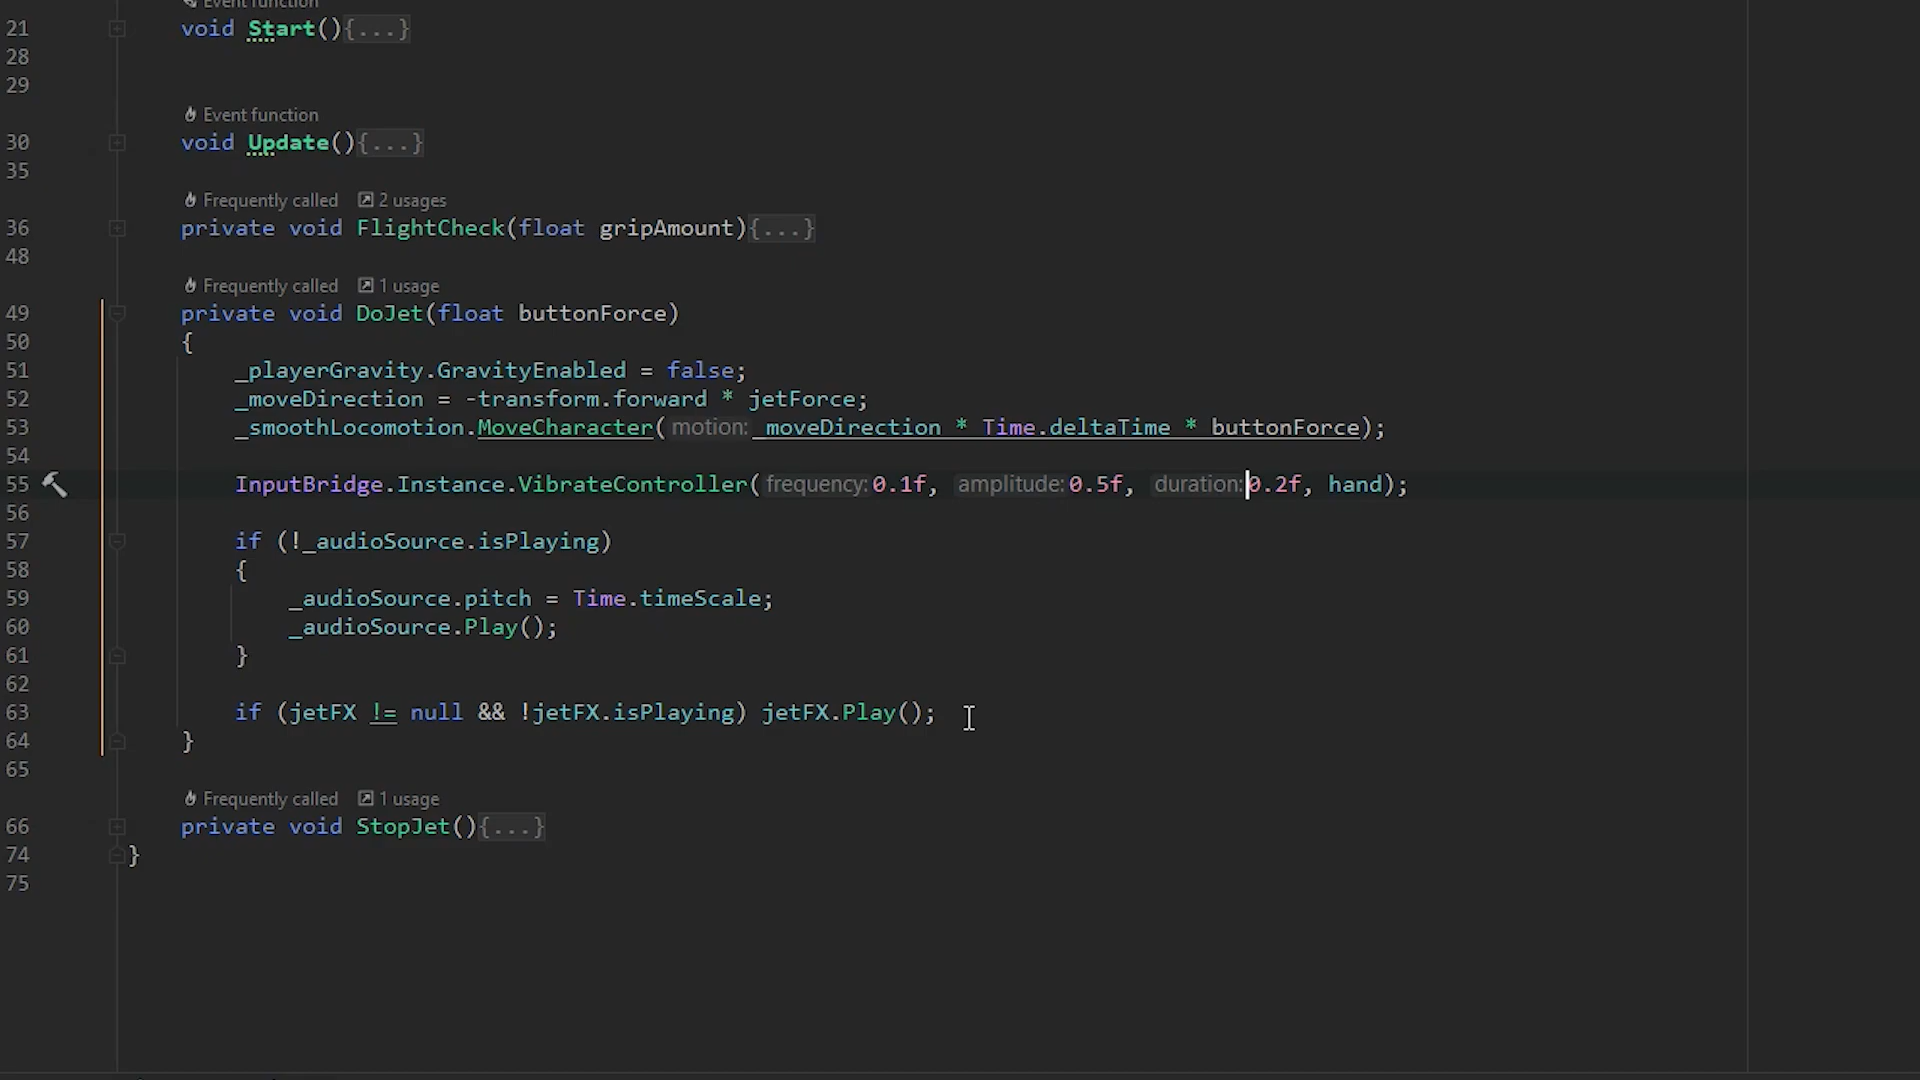 Event function
21 void Start(){...}
28
29
Event function
30 void Update(){...}
35
Frequently called 2 usages
36 private void FlightCheck(float gripAmount){...}
48
Frequently called 1 usage
49 private void DoJet(float buttonForce)
50 {
51 _playerGravity.GravityEnabled = false;
52 _moveDirection = -transform.forward * jetForce;
53 _smoothLocomotion.MoveCharacter( motion: _moveDirection * Time.deltaTime * buttonForce);
54
55 InputBridge.Instance.VibrateController( frequency: 0.1f, amplitude: 0.5f, duration: 0.2f, hand);
56
57 if (!_audioSource.isPlaying)
58 {
59 _audioSource.pitch = Time.timeScale;
60 _audioSource.Play();
61 }
62
63 if (jetFX != null && !jetFX.isPlaying) jetFX.Play();
64 }
65
Frequently called 1 usage
66 private void StopJet(){...}
74 }
75